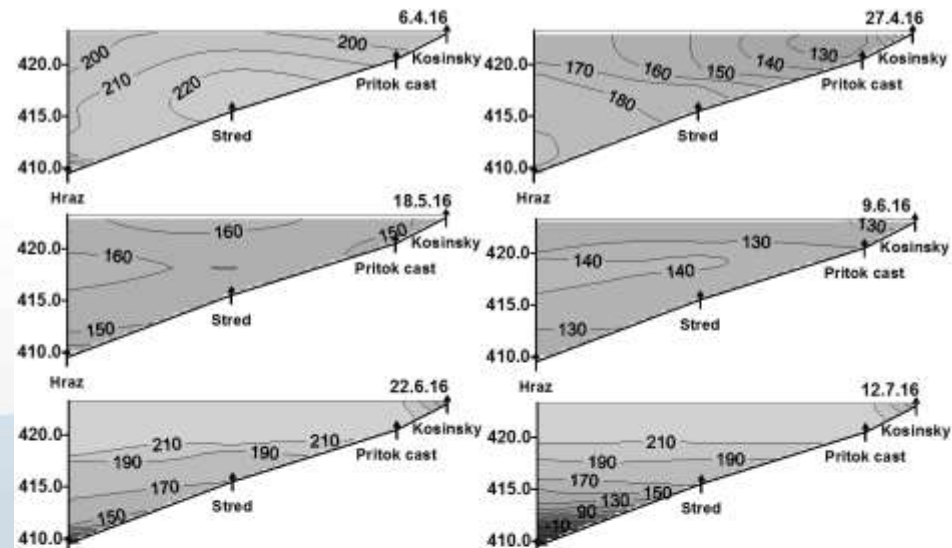 6.4.16
200
200
420.0
Kosinsky
210
Pritok cast
220
415.0
Stred
410.0
Hraz
27.4.16
130
140
420.0
170
160
150
Kosinsky
Pritok cast
180
415.0
Stred
410.0
18.5.16
160
150
420.0
Kosinsky
160
Pritok cast
415.0
Stred
150
410.0
Hraz
9.6.16
130
130
420.0
Kosinsky
140
140
Pritok cast
415.0
Stred
130
410.0
Hraz
22.6.16
210
210
420.0
Kosinsky
190
190
Pritok cast
415.0
170
Stred
150
410.0
12.7.16
420.0
210
Kosinsky
190
190
Pritok cast
170
415.0
150
130
Stred
90
10
410.0